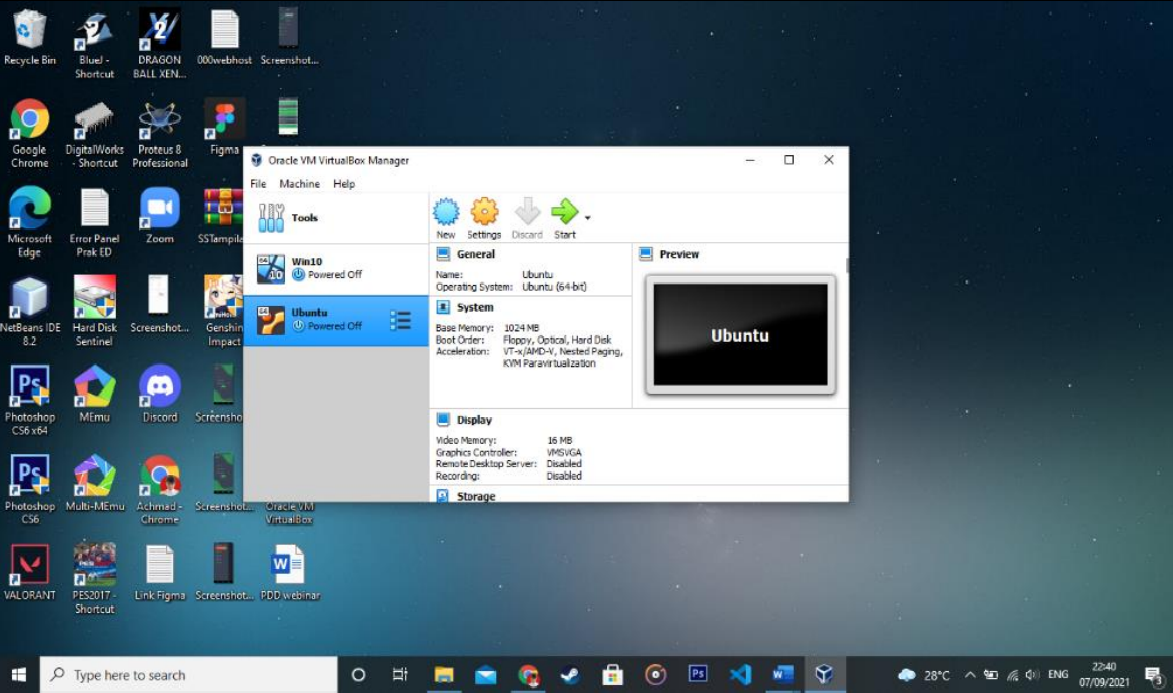 Recycle Bin
BlueJ -
Shortcut
DRAGON
BALL XEN...
000webhost
Screenshot...
Google
Chrome
DigitalWorks
- Shortcut
Proteus 8
Professional
Figma
Microsoft
Edge
Error Panel
Prak ED
Zoom
SSTampila
NetBeans IDE
8.2
Hard Disk
Sentinel
Screenshot...
Genshin
Impact
Photoshop
CS6 x64
MEmu
Discord
Screensho
Photoshop
CS6
Multi-MEmu
Achmad -
Chrome
Screenshot...
Oracle VM
VirtualBox
VALORANT
PES2017 -
Shortcut
Link Figma
Screenshot...
PDD webinar
Oracle VM VirtualBox Manager
File Machine Help
Tools
Win10
Powered Off
Ubuntu
Powered Off
New Settings Discard Start
General
Name: Ubuntu
Operating System: Ubuntu (64-bit)
System
Base Memory: 1024 MB
Boot Order: Floppy, Optical, Hard Disk
Acceleration: VT-x/AMD-V, Nested Paging,
KVM Paravirtualization
Preview
Ubuntu
Display
Video Memory: 16 MB
Graphics Controller: VMSVGA
Remote Desktop Server: Disabled
Recording: Disabled
Storage
Type here to search
28°C
ENG
22:40
07/09/2021
3